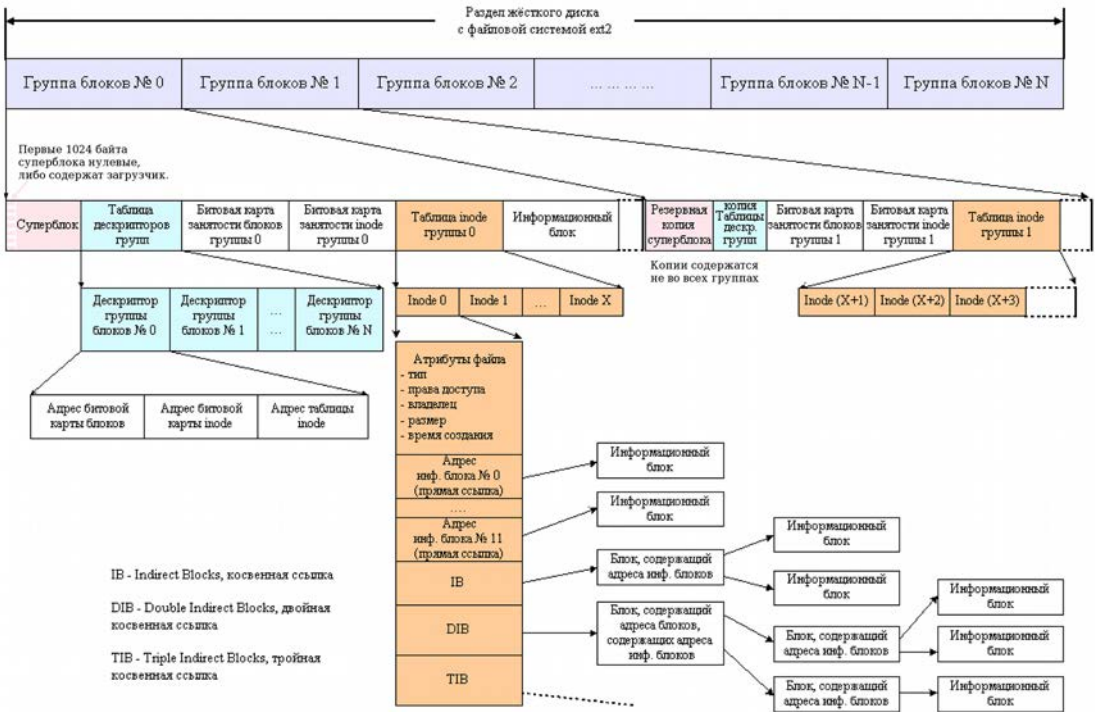 Раздел жёсткого диска
с файловой системой ext2
Группа блоков № 0
Группа блоков № 1
Группа блоков № 2
... ... ... ...
Группа блоков № N-1
Группа блоков № N
Первые 1024 байта
суперблока нулевые,
либо содержат загрузчик.
Суперблок
Таблица
дескрипторов
групп
Битовая карта
занятости блоков
группы 0
Битовая карта
занятости inode
группы 0
Таблица inode
группы 0
Информационный
блок
Резервная
копия
суперблока
копия
Таблицы
дескр.
групп
Битовая карта
занятости блоков
группы 1
Битовая карта
занятости inode
группы 1
Таблица inode
группы 1
Копии содержатся
не во всех группах
Дескриптор
группы
блоков № 0
Дескриптор
группы
блоков № 1
...
...
Дескриптор
группы
блоков № N
Inode 0
Inode 1
...
Inode X
Inode (X+1)
Inode (X+2)
Inode (X+3)
Адрес битовой
карты блоков
Адрес битовой
карты inode
Адрес таблицы
inode
Атрибуты файла
- тип
- права доступа
- владелец
- размер
- время создания
Адрес
инф. блока № 0
(прямая ссылка)
....
Адрес
инф. блока № 11
(прямая ссылка)
IB
DIB
TIB
Информационный
блок
Информационный
блок
Блок, содержащий
адреса инф. блоков
Информационный
блок
Информационный
блок
Блок, содержащий
адреса блоков,
содержащих адреса
инф. блоков
Блок, содержащий
адреса инф. блоков
Блок, содержащий
адреса инф. блоков
Информационный
блок
Информационный
блок
Информационный
блок
IB - Indirect Blocks, косвенная ссылка
DIB - Double Indirect Blocks, двойная
косвенная ссылка
TIB - Triple Indirect Blocks, тройная
косвенная ссылка